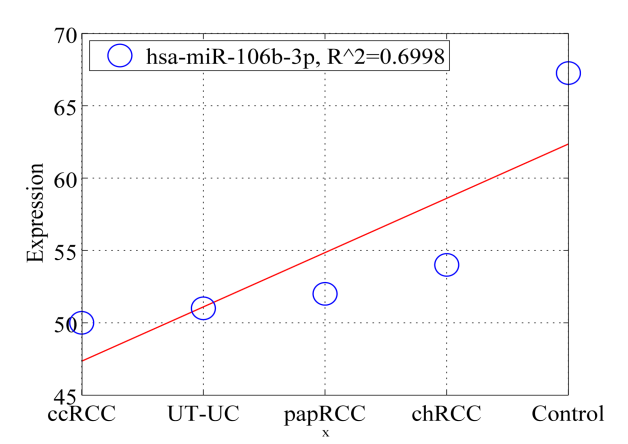 70
hsa-miR-106b-3p, R^2=0.6998
65
60
Expression
55
50
45
ccRCC UT-UC papRCC chRCC Control
x